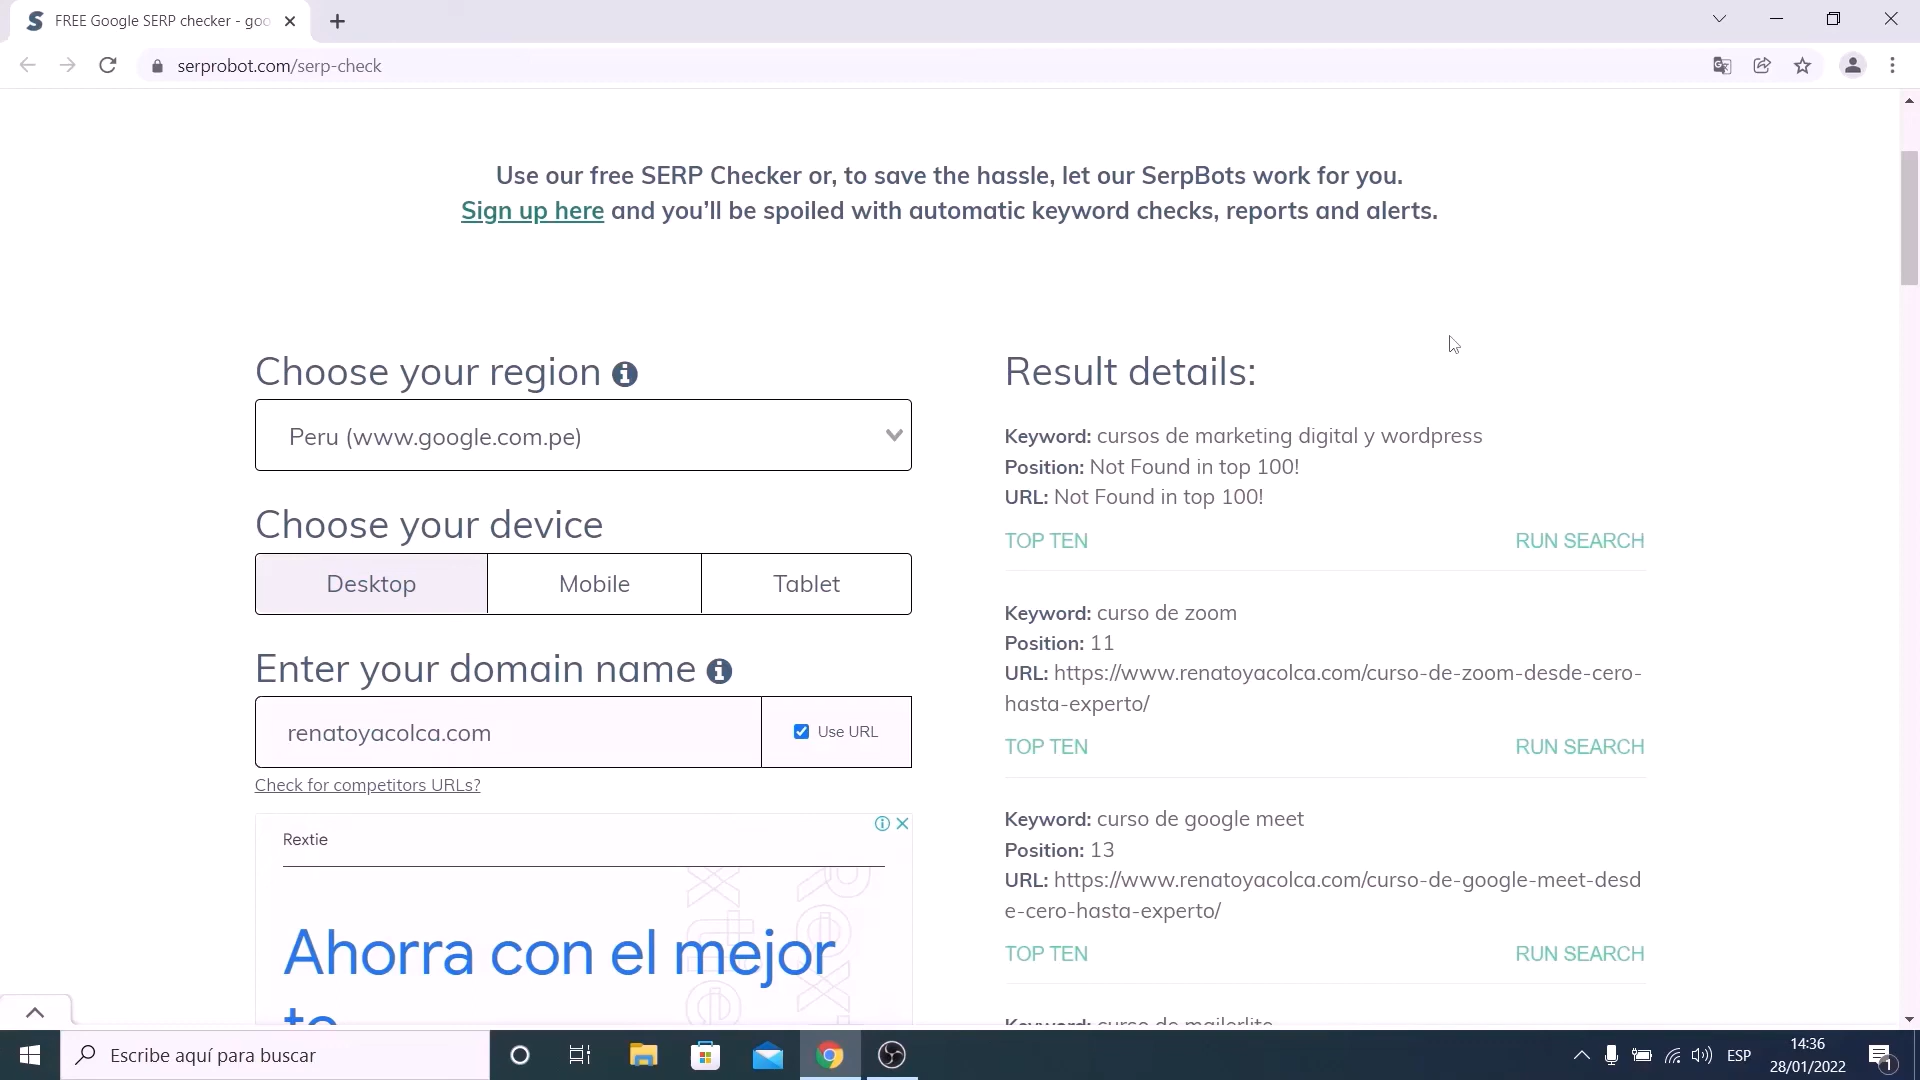 FREE Google SERP checker - goo
serprobot.com/serp-check
Use our free SERP Checker or, to save the hassle, let our SerpBots work for you.
Sign up here and you’ll be spoiled with automatic keyword checks, reports and alerts.
Choose your region
Peru (www.google.com.pe)
Choose your device
Desktop
Mobile
Tablet
Enter your domain name
renatoyacolca.com
Use URL
Check for competitors URLs?
Rextie
Ahorra con el mejor
Result details:
Keyword: cursos de marketing digital y wordpress
Position: Not Found in top 100!
URL: Not Found in top 100!
TOP TEN
RUN SEARCH
Keyword: curso de zoom
Position: 11
URL: https://www.renatoyacolca.com/curso-de-zoom-desde-cero-
hasta-experto/
TOP TEN
RUN SEARCH
Keyword: curso de google meet
Position: 13
URL: https://www.renatoyacolca.com/curso-de-google-meet-desd
e-cero-hasta-experto/
TOP TEN
RUN SEARCH
Keyword: curso de mailerlite
Escribe aquí para buscar
ESP
14:36
28/01/2022
1